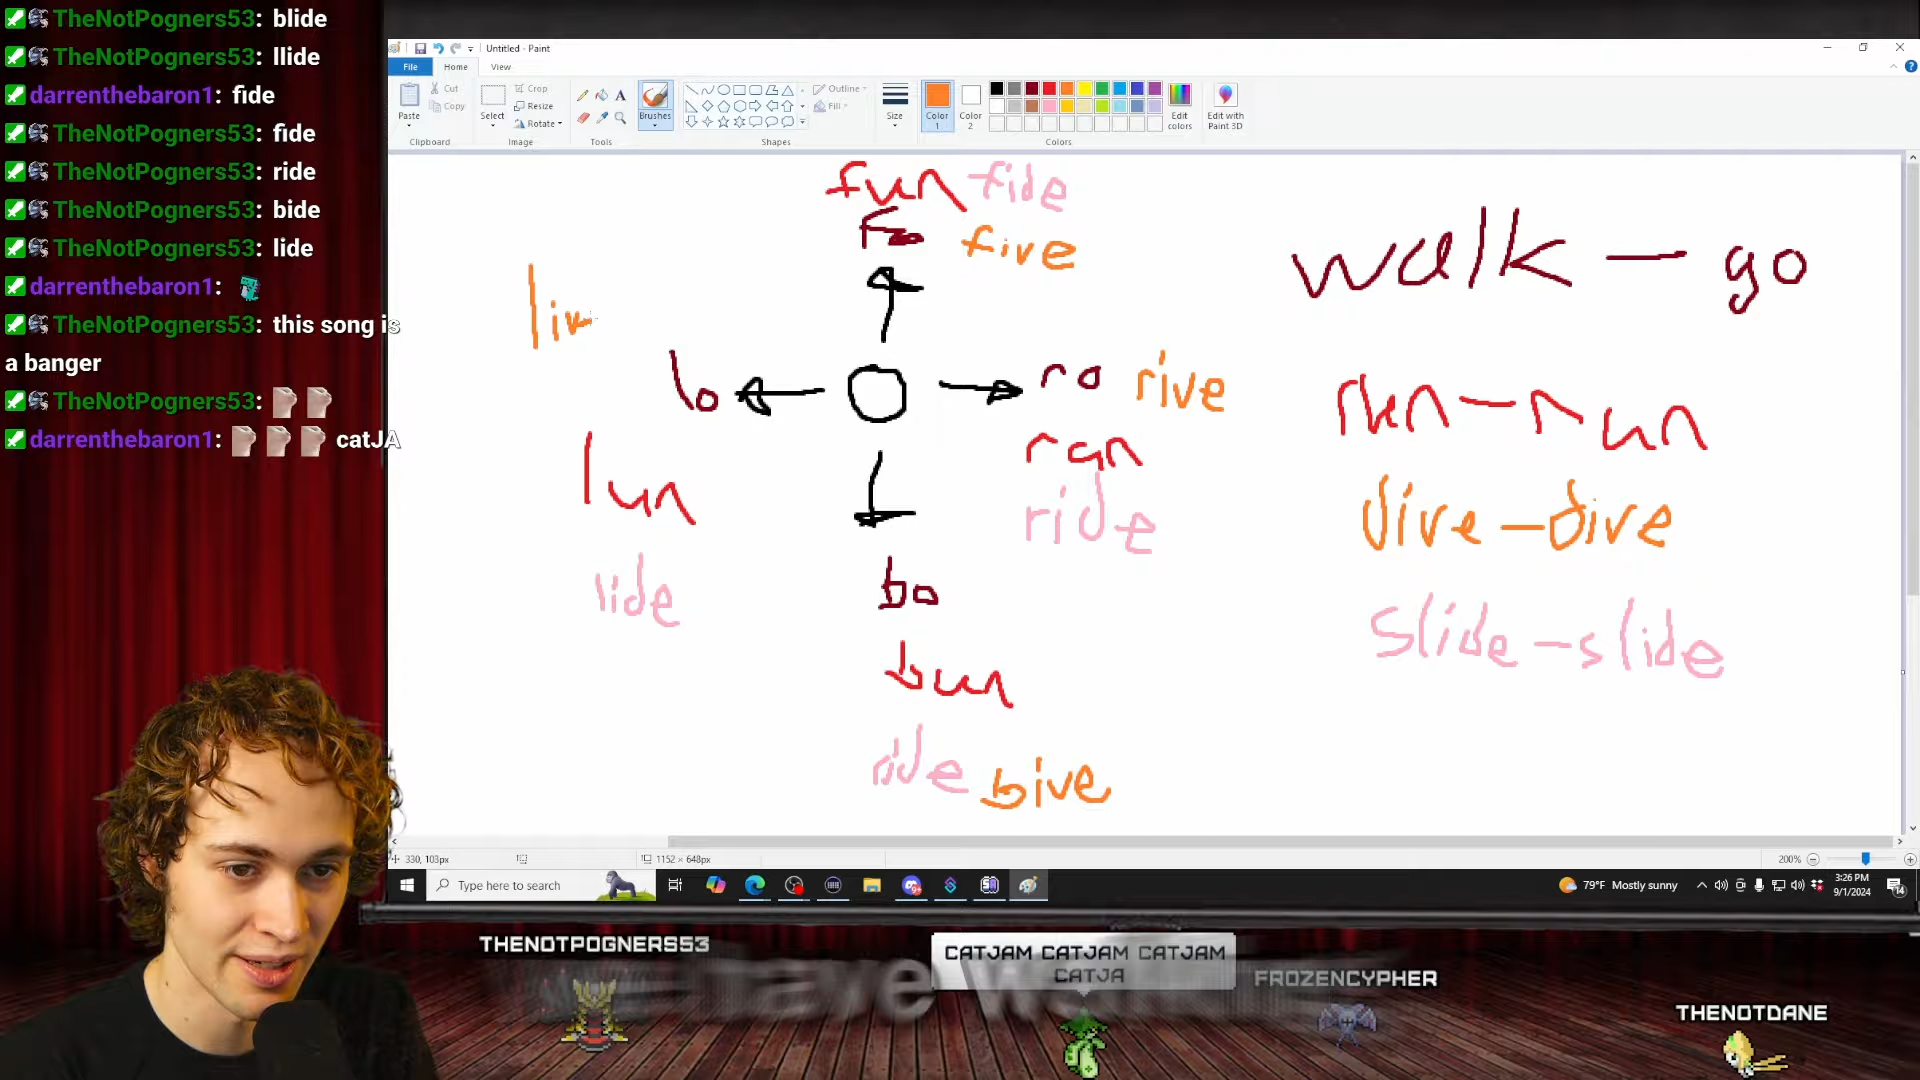 TheNotPogners53: blide
TheNotPogners53: llide
darrenthebaron1: fide
TheNotPogners53: fide
TheNotPogners53: ride
TheNotPogners53: bide
TheNotPogners53: lide
darrenthebaron1:
TheNotPogners53: this song is
a banger
TheNotPogners53:
darrenthebaron1: catJA
Untitled - Paint
File Home View
Paste
Cut
Copy
Clipboard
Select
Crop
Resize
Rotate
Image
Tools
Brushes
Outline
Fill
Shapes
Size
Color
1
Color
2
Edit
colors
Edit with
Paint 3D
Colors
fun fide
Fo five
liv
lo
ro rive
lun
run
ride
lide
bo
bun
ide bive
walk - go
run - run
dive - dive
slide - slide
330, 103px
1152 × 648px
200%
Type here to search
79°F Mostly sunny
3:26 PM
9/1/2024
14
THENOTPOGNERS53
CATJAM CATJAM CATJAM
CATJA
FROZENCYPHER
THENOTDANE